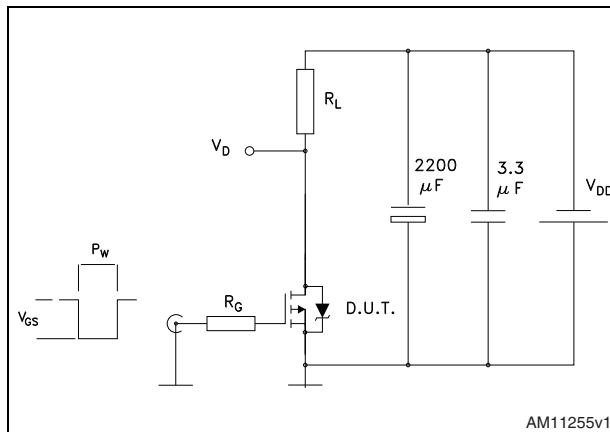 R_L
V_D
2200
μF
3.3
μF
V_DD
P_W
V_GS
R_G
D.U.T.
AM11255v1